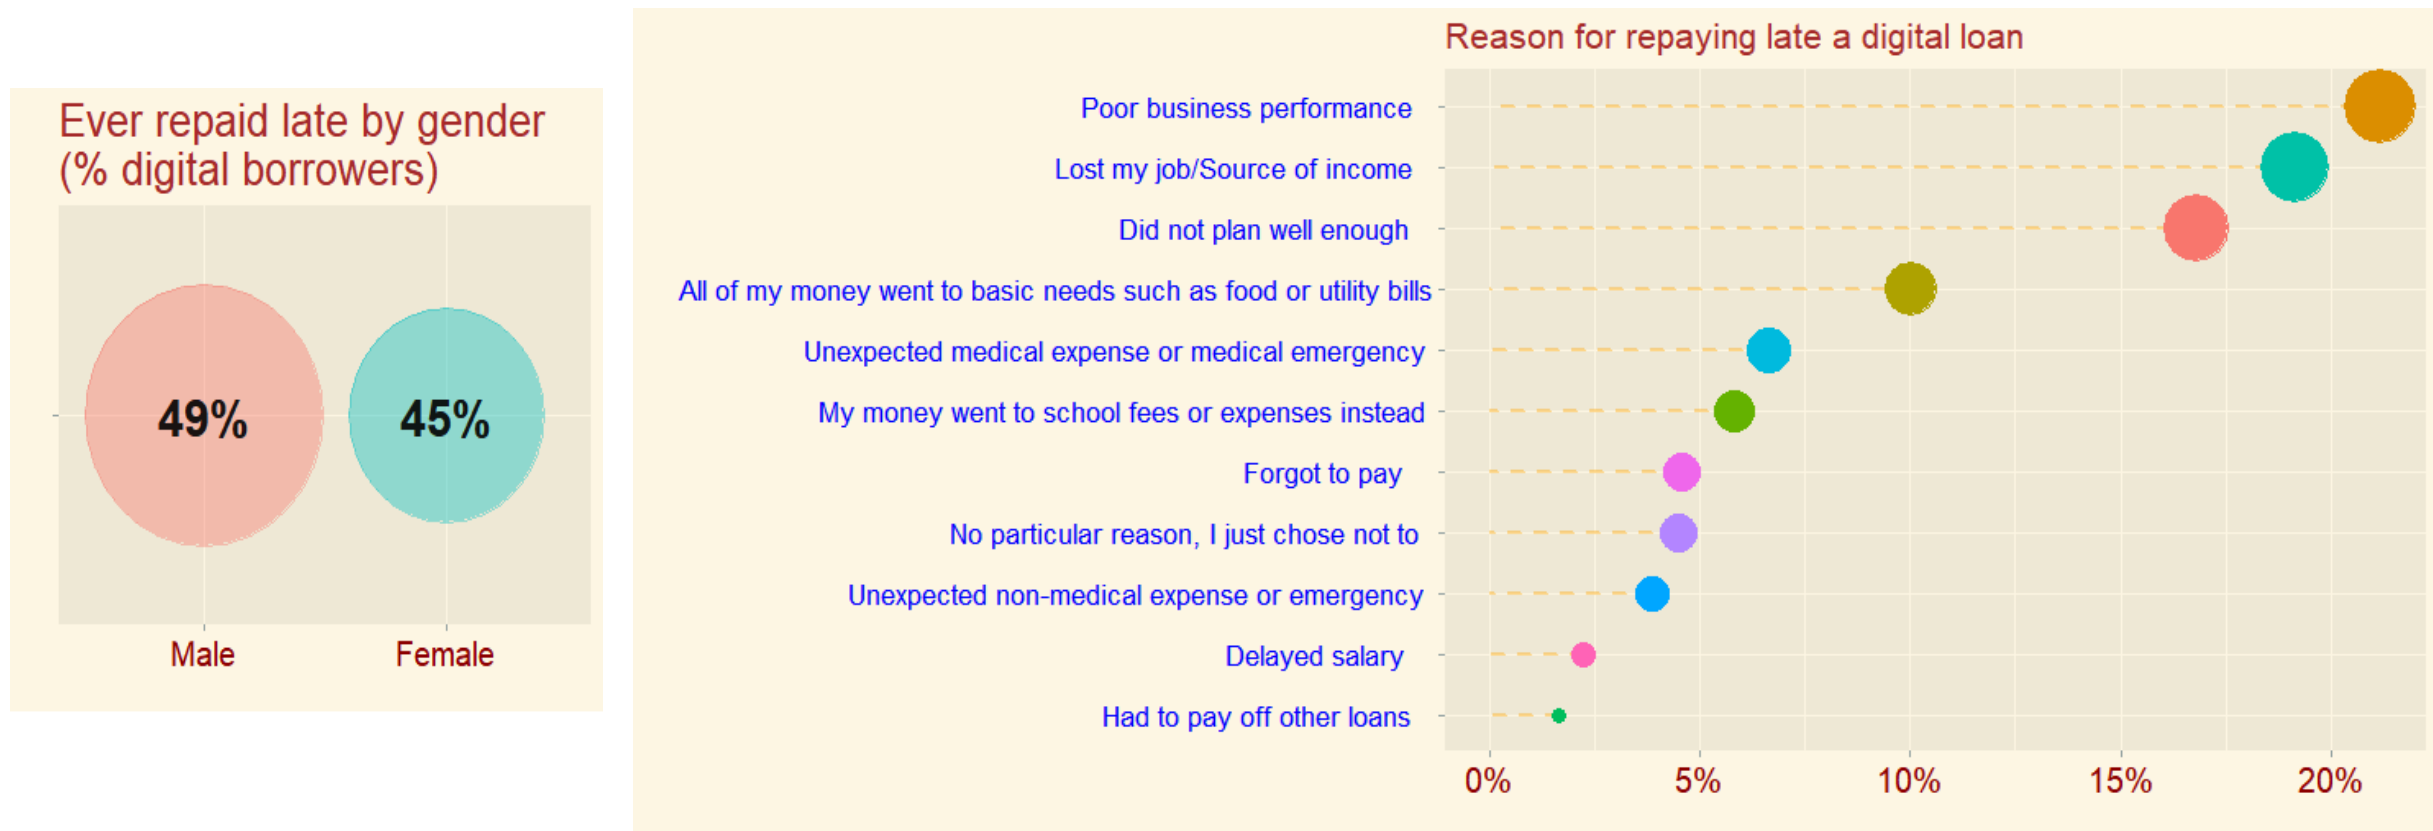 Ever repaid late by gender
(% digital borrowers)
49%
45%
Male
Female
Reason for repaying late a digital loan
Poor business performance
Lost my job/Source of income
Did not plan well enough
All of my money went to basic needs such as food or utility bills
Unexpected medical expense or medical emergency
My money went to school fees or expenses instead
Forgot to pay
No particular reason, I just chose not to
Unexpected non-medical expense or emergency
Delayed salary
Had to pay off other loans
0%
5%
10%
15%
20%